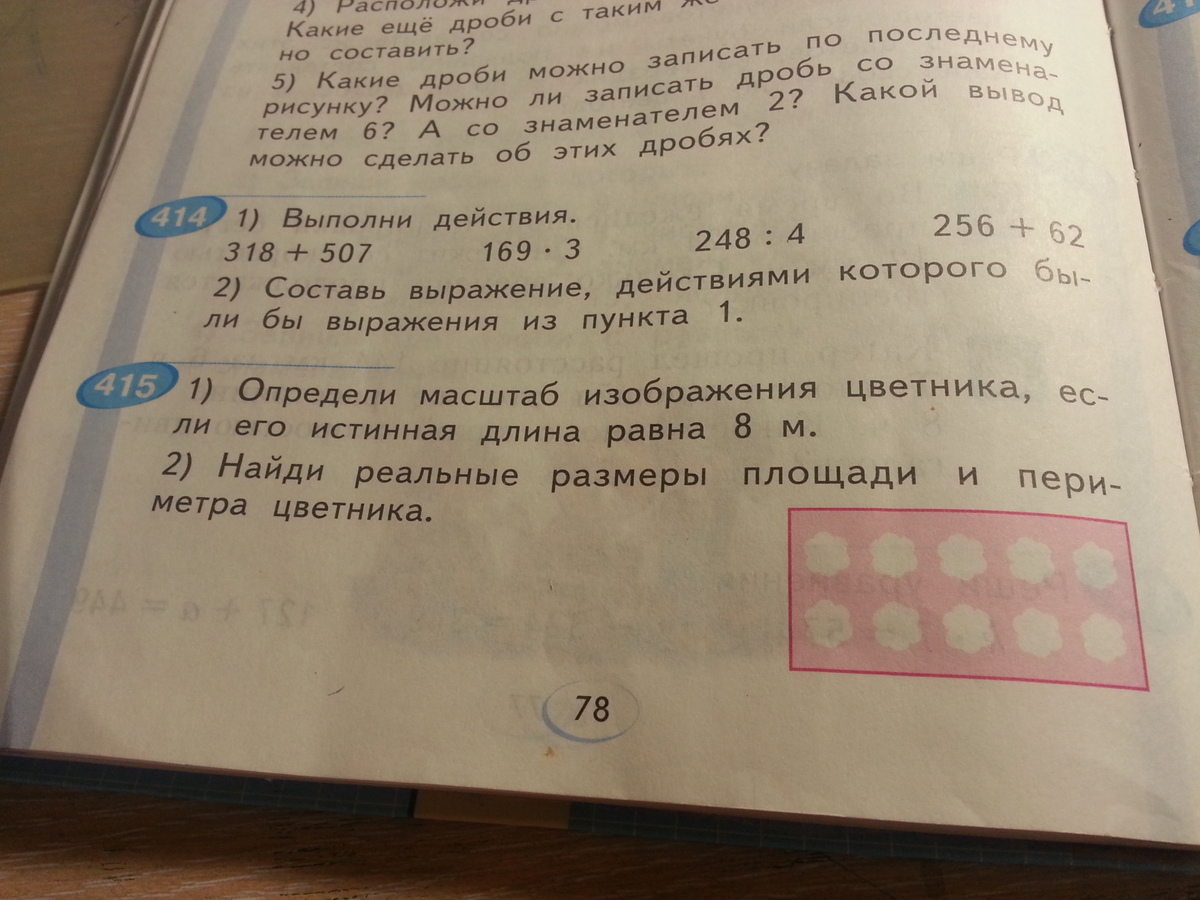 4) Расположи
Какие ещё дроби с таким же
но составить?
5) Какие дроби можно записать по последнему
рисунку? Можно ли записать дробь со знамена-
телем 6? А со знаменателем 2? Какой вывод
можно сделать об этих дробях?
414 1) Выполни действия.
318 + 507 169 · 3 248 : 4 256 + 62
2) Составь выражение, действиями которого бы-
ли бы выражения из пункта 1.
415 1) Определи масштаб изображения цветника, ес-
ли его истинная длина равна 8 м.
2) Найди реальные размеры площади и пери-
метра цветника.
78